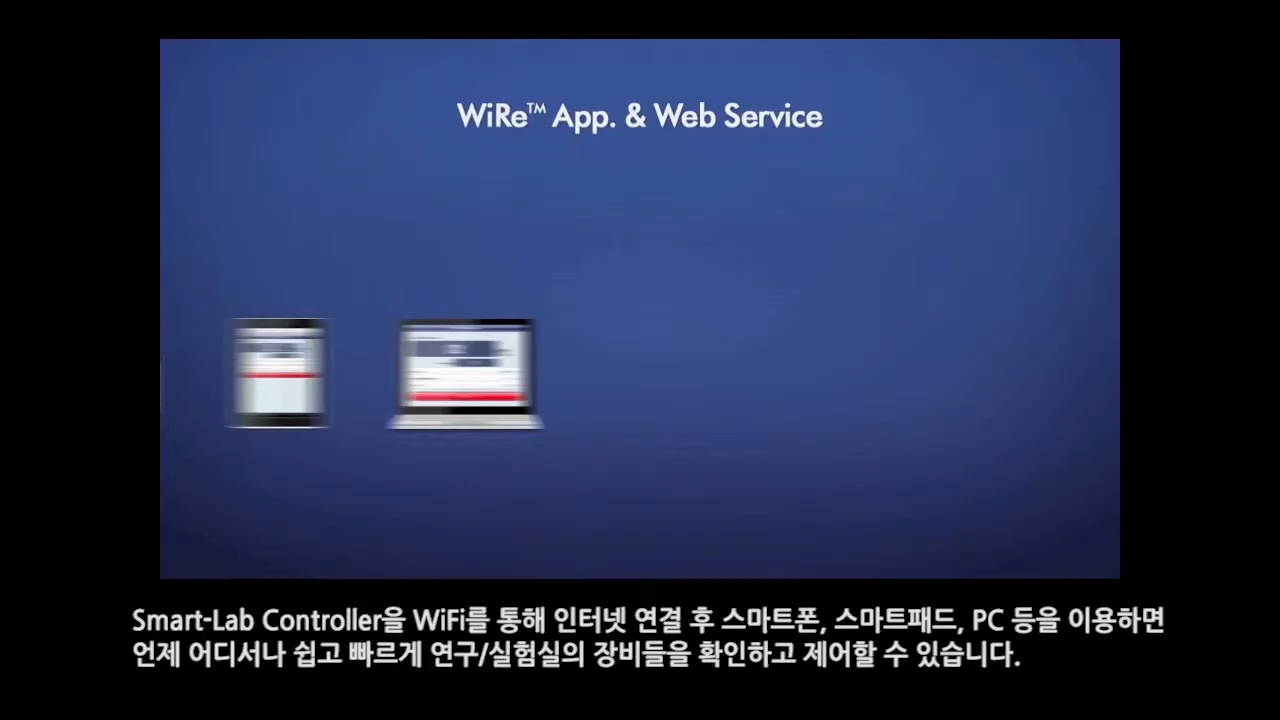 WiRe™ App. & Web Service
Smart-Lab Controller을 WiFi를 통해 인터넷 연결 후 스마트폰, 스마트패드, PC 등을 이용하면
언제 어디서나 쉽고 빠르게 연구/실험실의 장비들을 확인하고 제어할 수 있습니다.